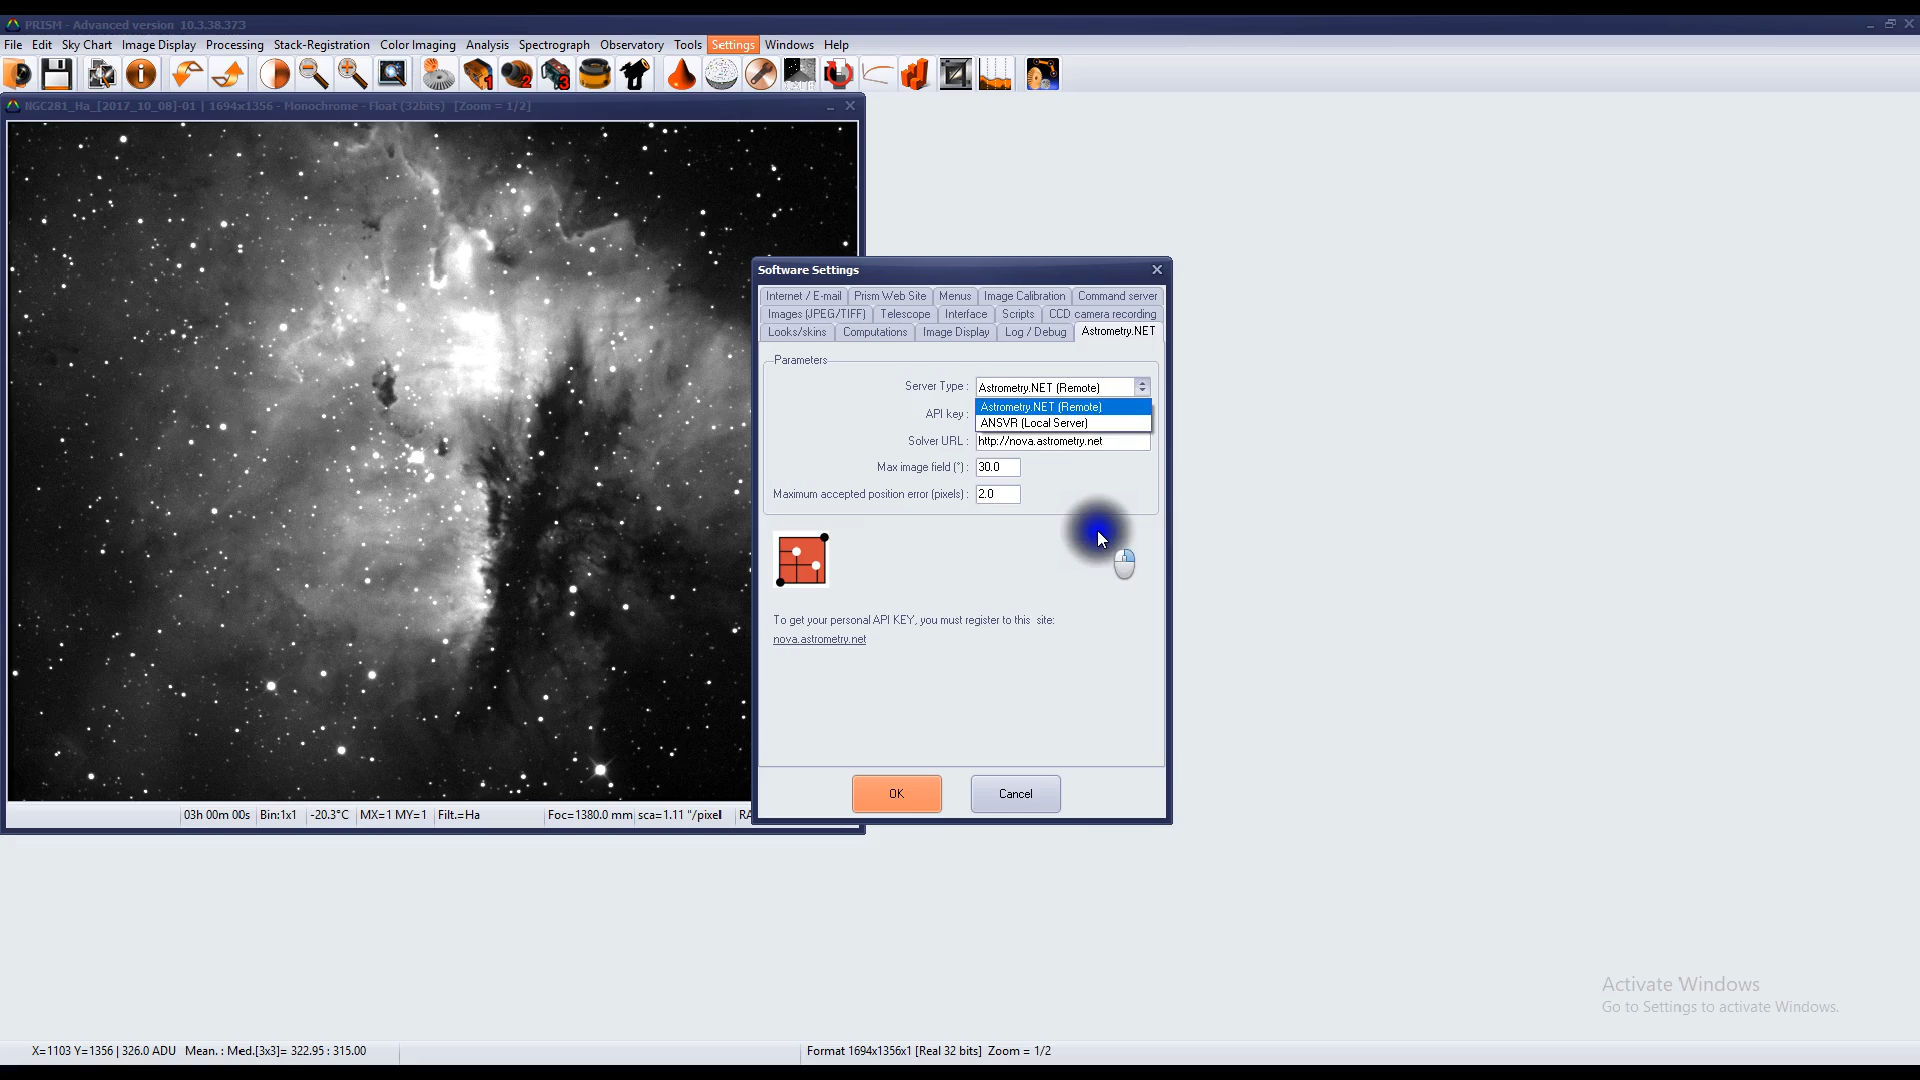 PRISM - Advanced version 10.3.38.373
File Edit Sky Chart Image Display Processing Stack-Registration Color Imaging Analysis Spectrograph Observatory Tools Settings Windows Help
NGC281_Ha_[2017_10_08]-01 | 1694x1356 - Monochrome - Float (32bits) [Zoom = 1/2]
Software Settings
Internet / E-mail Prism Web Site Menus Image Calibration Command server
Images (JPEG/TIFF) Telescope Interface Scripts CCD camera recording
Looks/skins Computations Image Display Log / Debug Astrometry.NET
Parameters
Server Type : Astrometry.NET (Remote)
Astrometry.NET (Remote)
API key :
ANSVR (Local Server)
Solver URL : http://nova.astrometry.net
Max image field (°) : 30.0
Maximum accepted position error (pixels) : 2.0
To get your personal API KEY, you must register to this site:
nova.astrometry.net
OK Cancel
03h 00m 00s Bin:1x1 -20.3°C MX=1 MY=1 Filt.=Ha Foc=1380.0 mm sca=1.11 "/pixel
Activate Windows
Go to Settings to activate Windows.
X=1103 Y=1356 | 326.0 ADU Mean. : Med.[3x3]= 322.95 : 315.00 Format 1694x1356x1 [Real 32 bits] Zoom = 1/2